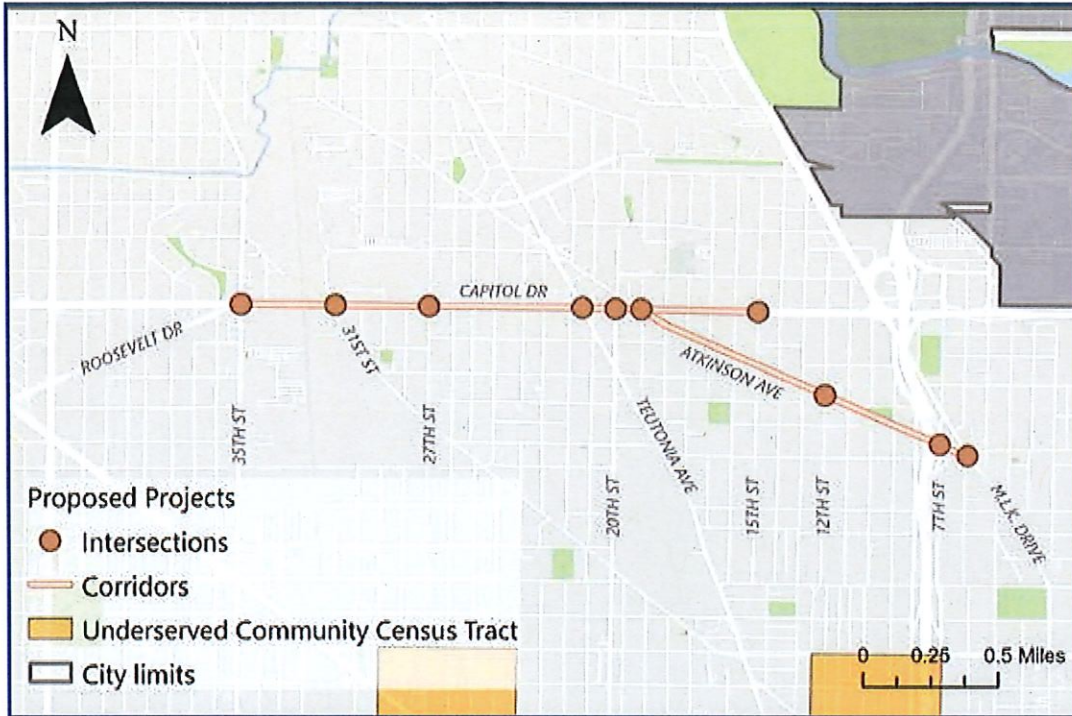 N
CAPITOL DR
ROOSEVELT DR
31ST ST
ATKINSON AVE
35TH ST
27TH ST
TEUTONIA AVE
20TH ST
15TH ST
12TH ST
7TH ST
M.L.K. DRIVE
Proposed Projects
Intersections
Corridors
Underserved Community Census Tract
City limits
0 0.25 0.5 Miles